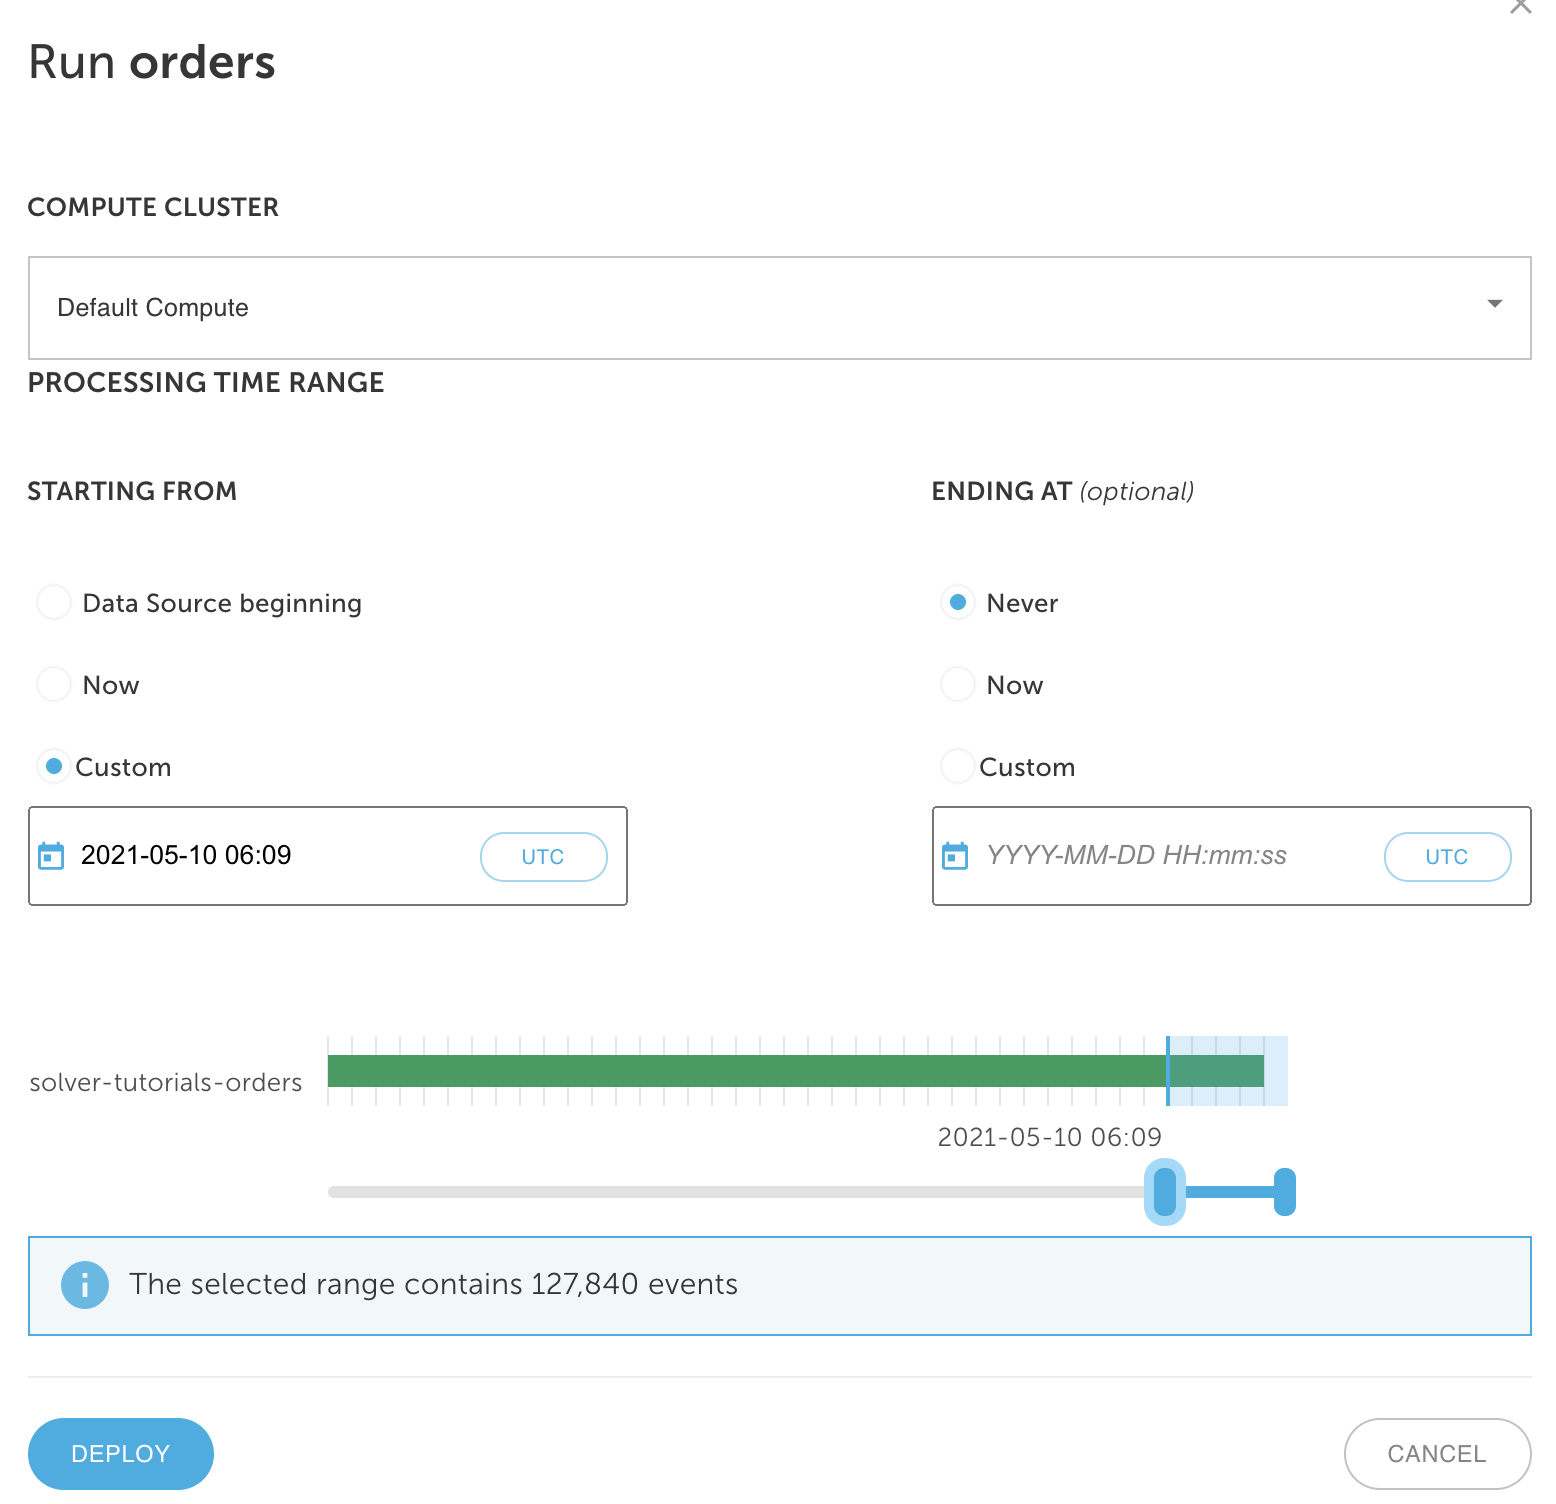 Run orders
COMPUTE CLUSTER
Default Compute
PROCESSING TIME RANGE
STARTING FROM
Data Source beginning
Now
Custom
2021-05-10 06:09 UTC
ENDING AT (optional)
Never
Now
Custom
YYYY-MM-DD HH:mm:ss UTC
solver-tutorials-orders
2021-05-10 06:09
The selected range contains 127,840 events
DEPLOY
CANCEL